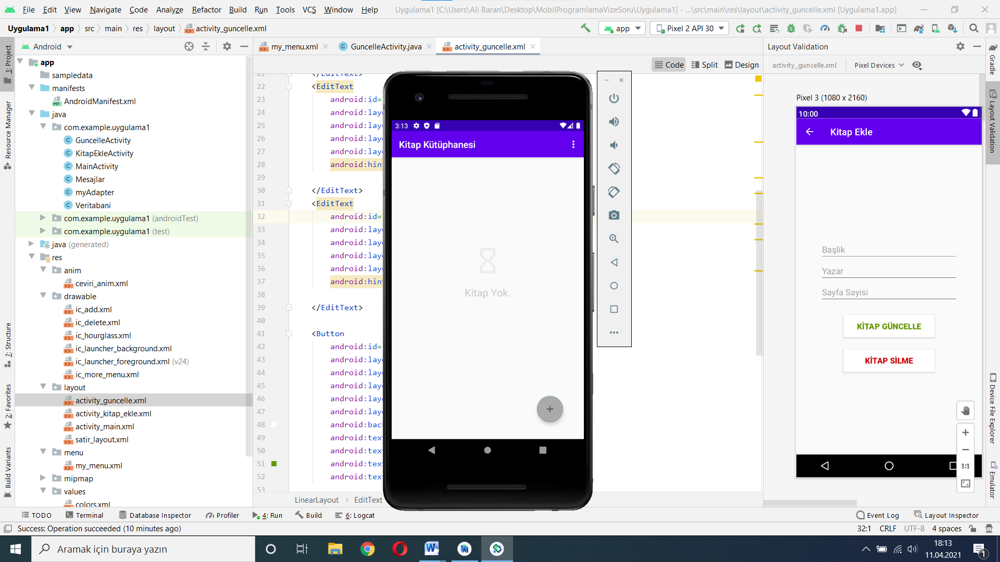 File Edit View Navigate Code Analyze Refactor Build Run Tools VCS Window Help Uygulama1 [C:\Users\Ali Baran\Desktop\MobilProgramlamaVizeSoru\Uygulama1] - ...\src\main\res\layout\activity_guncelle.xml [Uygulama1.app]
Uygulama1 app src main res layout activity_guncelle.xml app Pixel 2 API 30
Android
my_menu.xml GuncelleActivity.java activity_guncelle.xml
Layout Validation
Code Split Design
activity_guncelle.xml Pixel Devices
1: Project
Resource Manager
7: Structure
2: Favorites
Build Variants
app
sampledata
manifests
AndroidManifest.xml
java
com.example.uygulama1
GuncelleActivity
KitapEkleActivity
MainActivity
Mesajlar
myAdapter
Veritabani
com.example.uygulama1 (androidTest)
com.example.uygulama1 (test)
java (generated)
res
anim
ceviri_anim.xml
drawable
ic_add.xml
ic_delete.xml
ic_hourglass.xml
ic_launcher_background.xml
ic_launcher_foreground.xml (v24)
ic_more_menu.xml
layout
activity_guncelle.xml
activity_kitap_ekle.xml
activity_main.xml
satir_layout.xml
menu
my_menu.xml
mipmap
values
colors.xml
21 </EditText>
22 <EditText
23 android:id=
24 android:lay
25 android:lay
26 android:lay
27 android:lay
28 android:hin
29
30 </EditText>
31 <EditText
32 android:id=
33 android:lay
34 android:lay
35 android:lay
36 android:lay
37 android:hin
38
39 </EditText>
40
41 <Button
42 android:id=
43 android:lay
44 android:lay
45 android:lay
46 android:lay
47 android:lay
48 android:bac
49 android:tex
50 android:tex
51 android:tex
52 android:tex
53
LinearLayout EditText
3:13
Kitap Kütüphanesi
Kitap Yok.
+
Pixel 3 (1080 x 2160)
10:00
Kitap Ekle
Başlik
Yazar
Sayfa Sayisi
KİTAP GÜNCELLE
KİTAP SİLME
1:1
Gradle
Layout Validation
Device File Explorer
Emulator
TODO Terminal Database Inspector Profiler 4: Run Build 6: Logcat Event Log Layout Inspector
Success: Operation succeeded (10 minutes ago) 32:1 CRLF UTF-8 4 spaces
Aramak için buraya yazın
18:13
11.04.2021
1